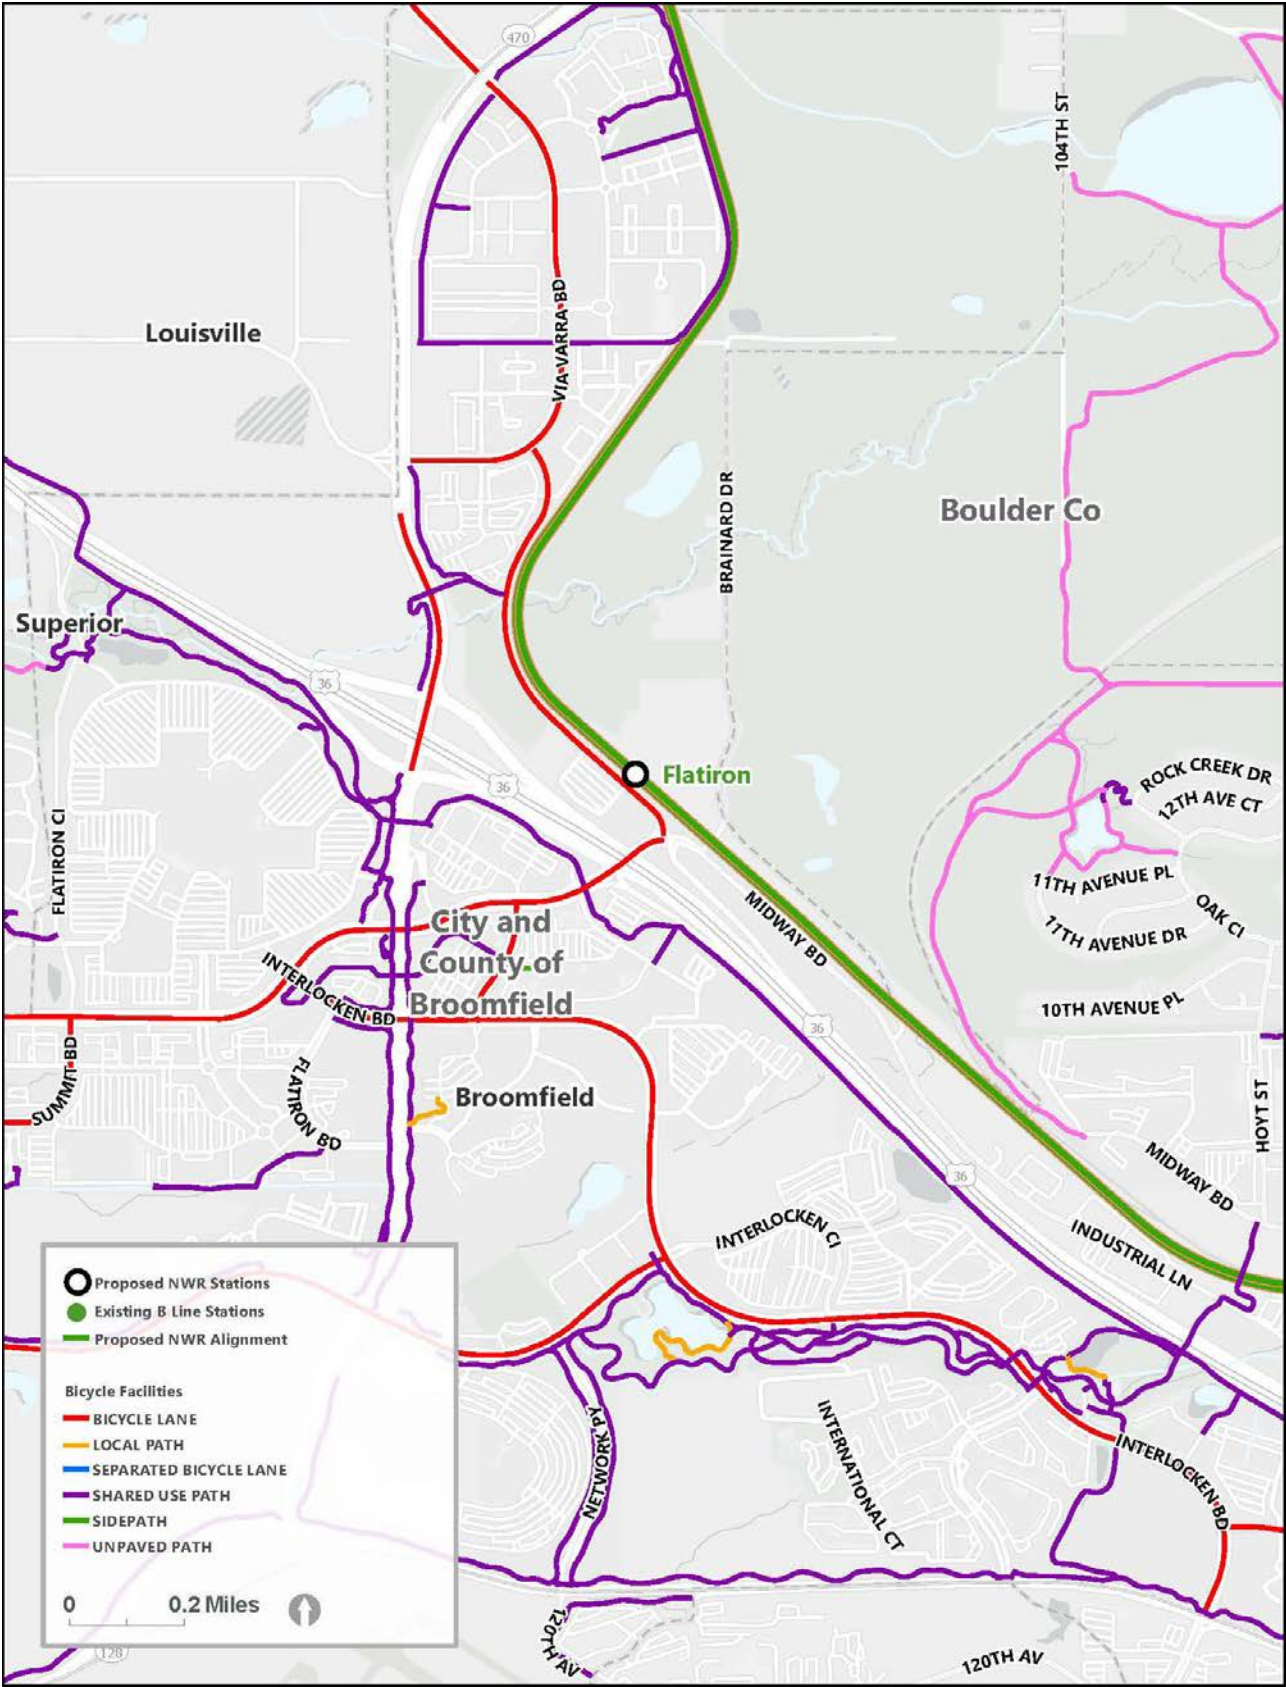 470
104TH ST
VIA VARRA BD
Louisville
BRAINARD DR
Boulder Co
Superior
36
Flatiron
36
ROCK CREEK DR
12TH AVE CT
FLATIRON CI
11TH AVENUE PL
OAK CI
17TH AVENUE DR
MIDWAY BD
City and
County of
Broomfield
INTERLOCKEN BD
10TH AVENUE PL
36
SUMMIT BD
FLATIRON BD
Broomfield
HOYT ST
MIDWAY BD
36
INTERLOCKEN CI
INDUSTRIAL LN
Proposed NWR Stations
Existing B Line Stations
Proposed NWR Alignment
Bicycle Facilities
BICYCLE LANE
LOCAL PATH
SEPARATED BICYCLE LANE
SHARED USE PATH
SIDEPATH
UNPAVED PATH
0 0.2 Miles
NETWORK PY
INTERNATIONAL CT
INTERLOCKEN BD
128
120TH AV
120TH AV